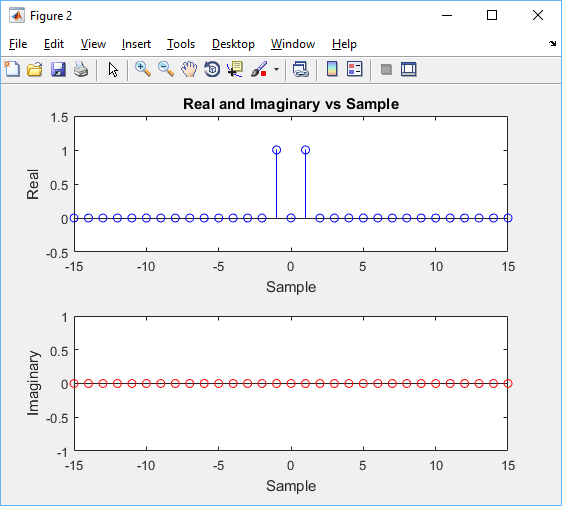 Figure 2
File Edit View Insert Tools Desktop Window Help
Real and Imaginary vs Sample
1.5
1
0.5
0
-0.5
Real
-15 -10 -5 0 5 10 15
Sample
1
0.5
0
-0.5
-1
Imaginary
-15 -10 -5 0 5 10 15
Sample